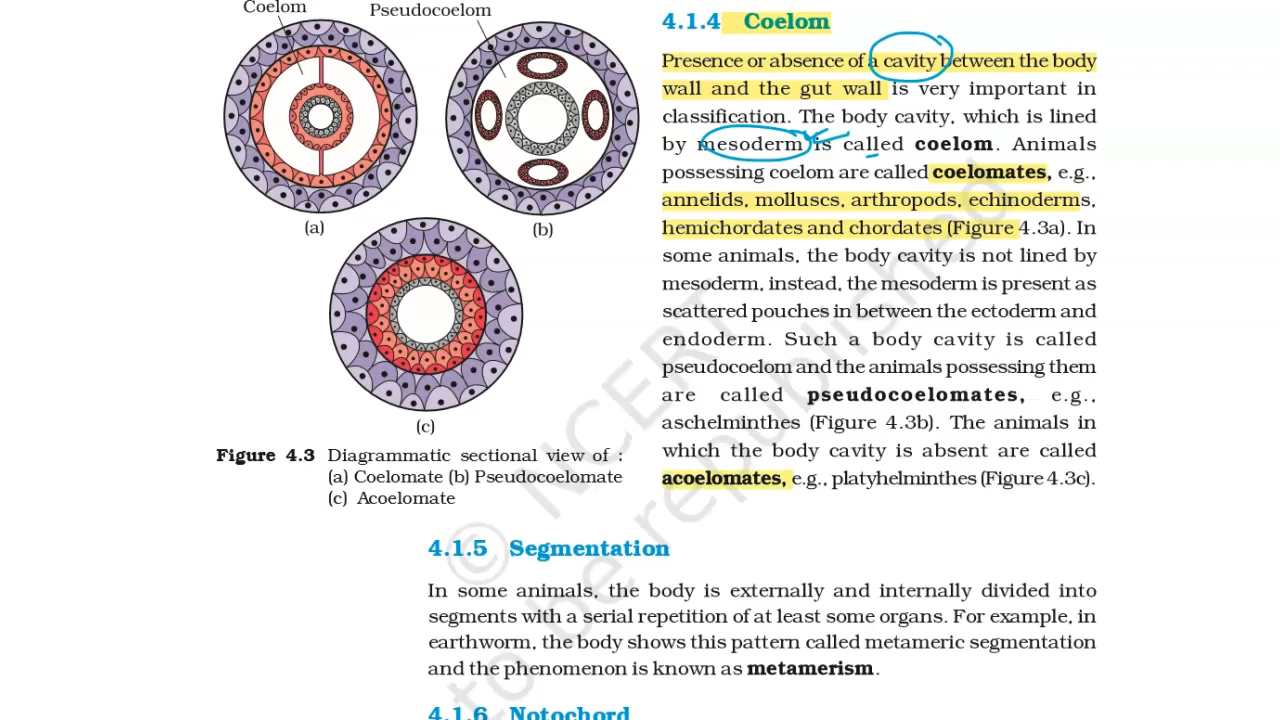 Coelom
Pseudocoelom
(a)
(b)
(c)
Figure 4.3 Diagrammatic sectional view of :
(a) Coelomate (b) Pseudocoelomate
(c) Acoelomate
4.1.4 Coelom
Presence or absence of a cavity between the body
wall and the gut wall is very important in
classification. The body cavity, which is lined
by mesoderm is called coelom. Animals
possessing coelom are called coelomates, e.g.,
annelids, molluscs, arthropods, echinoderms,
hemichordates and chordates (Figure 4.3a). In
some animals, the body cavity is not lined by
mesoderm, instead, the mesoderm is present as
scattered pouches in between the ectoderm and
endoderm. Such a body cavity is called
pseudocoelom and the animals possessing them
are called pseudocoelomates, e.g.,
aschelminthes (Figure 4.3b). The animals in
which the body cavity is absent are called
acoelomates, e.g., platyhelminthes (Figure 4.3c).
4.1.5 Segmentation
In some animals, the body is externally and internally divided into
segments with a serial repetition of at least some organs. For example, in
earthworm, the body shows this pattern called metameric segmentation
and the phenomenon is known as metamerism.
4.1.6 Notochord
© NCERT
to be republished